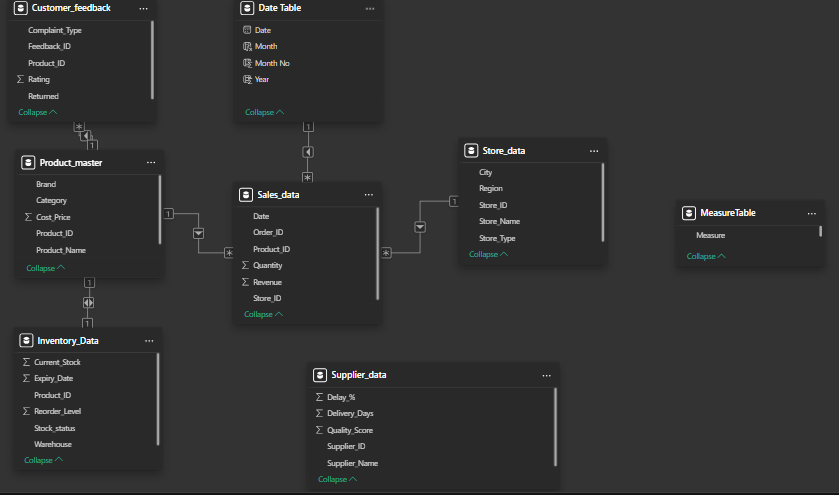 Customer_feedback
Complaint_Type
Feedback_ID
Product_ID
Rating
Returned
Collapse
Date Table
Date
Month
Month No
Year
Collapse
Product_master
Brand
Category
Cost_Price
Product_ID
Product_Name
Collapse
Sales_data
Date
Order_ID
Product_ID
Quantity
Revenue
Store_ID
Collapse
Store_data
City
Region
Store_ID
Store_Name
Store_Type
Collapse
MeasureTable
Measure
Collapse
Inventory_Data
Current_Stock
Expiry_Date
Product_ID
Reorder_Level
Stock_status
Warehouse
Collapse
Supplier_data
Delay_%
Delivery_Days
Quality_Score
Supplier_ID
Supplier_Name
Collapse
*
1
1
*
1
*
1
*
1
1